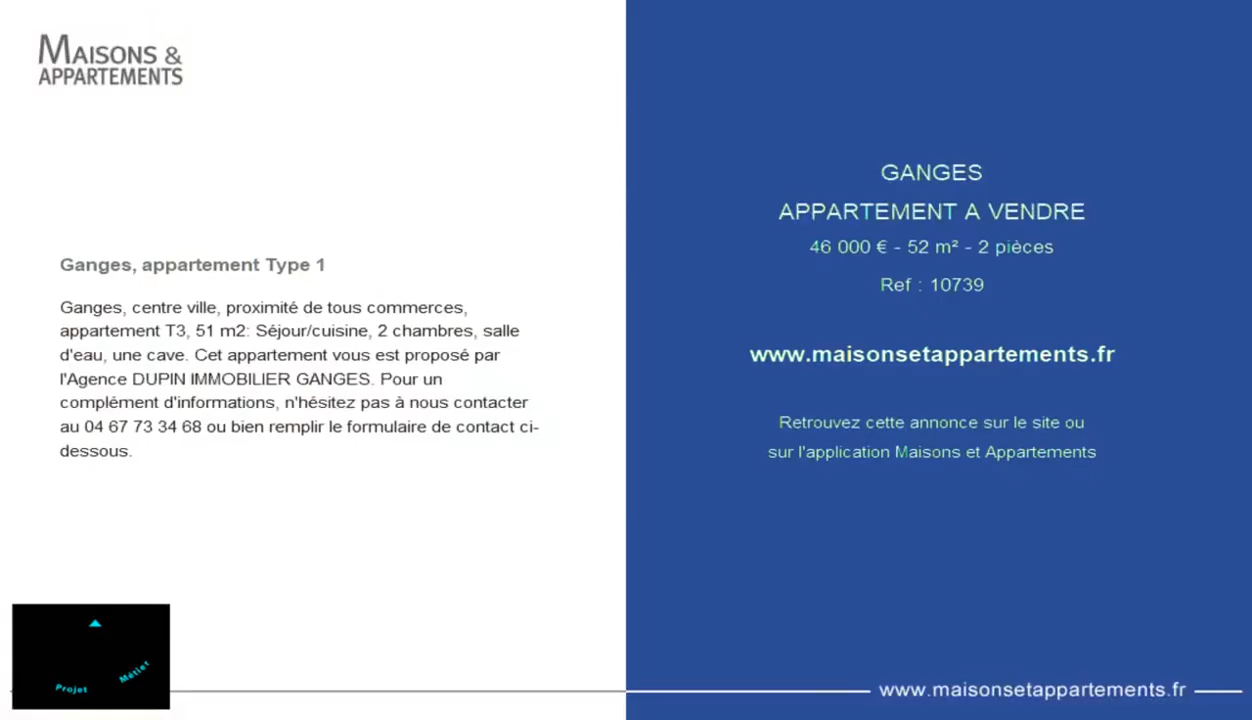 MAISONS &
APPARTEMENTS
Ganges, appartement Type 1
Ganges, centre ville, proximité de tous commerces,
appartement T3, 51 m2: Séjour/cuisine, 2 chambres, salle
d'eau, une cave. Cet appartement vous est proposé par
l'Agence DUPIN IMMOBILIER GANGES. Pour un
complément d'informations, n'hésitez pas à nous contacter
au 04 67 73 34 68 ou bien remplir le formulaire de contact ci-
dessous.
Projet
Métier
GANGES
APPARTEMENT A VENDRE
46 000 € - 52 m² - 2 pièces
Ref : 10739
www.maisonsetappartements.fr
Retrouvez cette annonce sur le site ou
sur l'application Maisons et Appartements
www.maisonsetappartements.fr